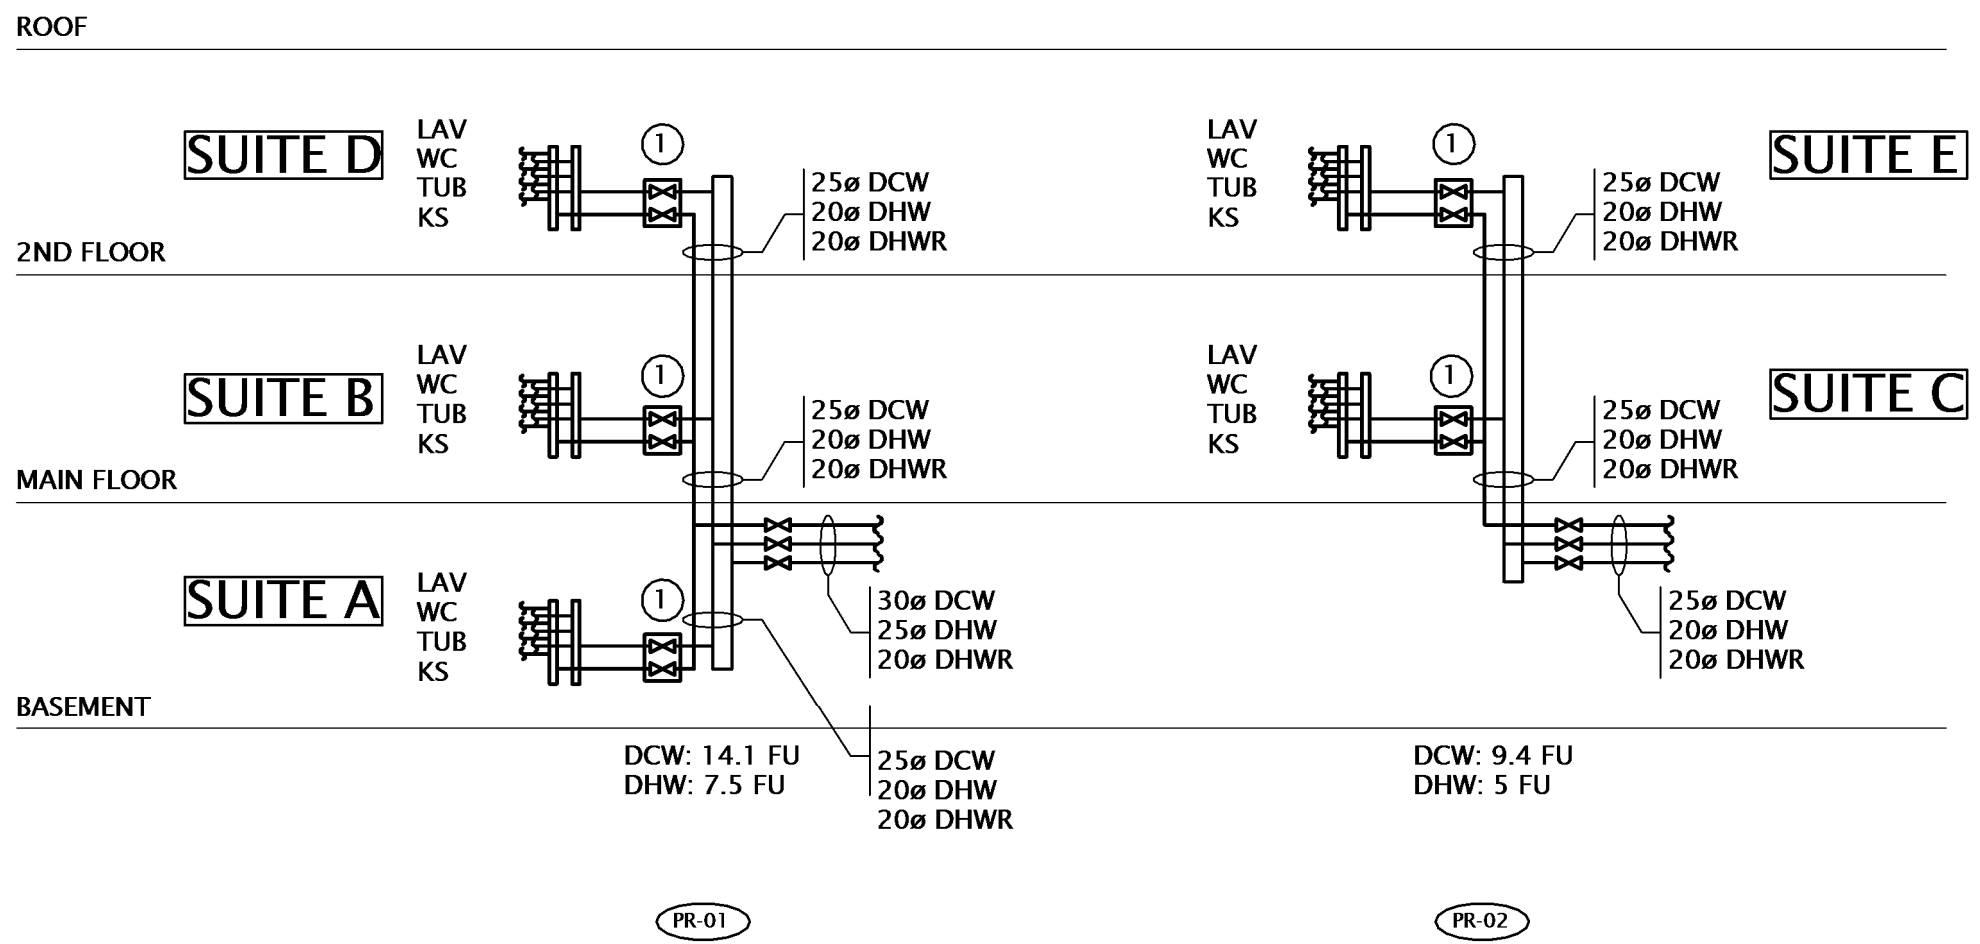 ROOF
SUITE D
LAV
WC
TUB
KS
1
25ø DCW
20ø DHW
20ø DHWR
LAV
WC
TUB
KS
1
25ø DCW
20ø DHW
20ø DHWR
SUITE E
2ND FLOOR
SUITE B
LAV
WC
TUB
KS
1
25ø DCW
20ø DHW
20ø DHWR
LAV
WC
TUB
KS
1
25ø DCW
20ø DHW
20ø DHWR
SUITE C
MAIN FLOOR
SUITE A
LAV
WC
TUB
KS
1
30ø DCW
25ø DHW
20ø DHWR
25ø DCW
20ø DHW
20ø DHWR
BASEMENT
DCW: 14.1 FU
DHW: 7.5 FU
25ø DCW
20ø DHW
20ø DHWR
DCW: 9.4 FU
DHW: 5 FU
PR-01
PR-02